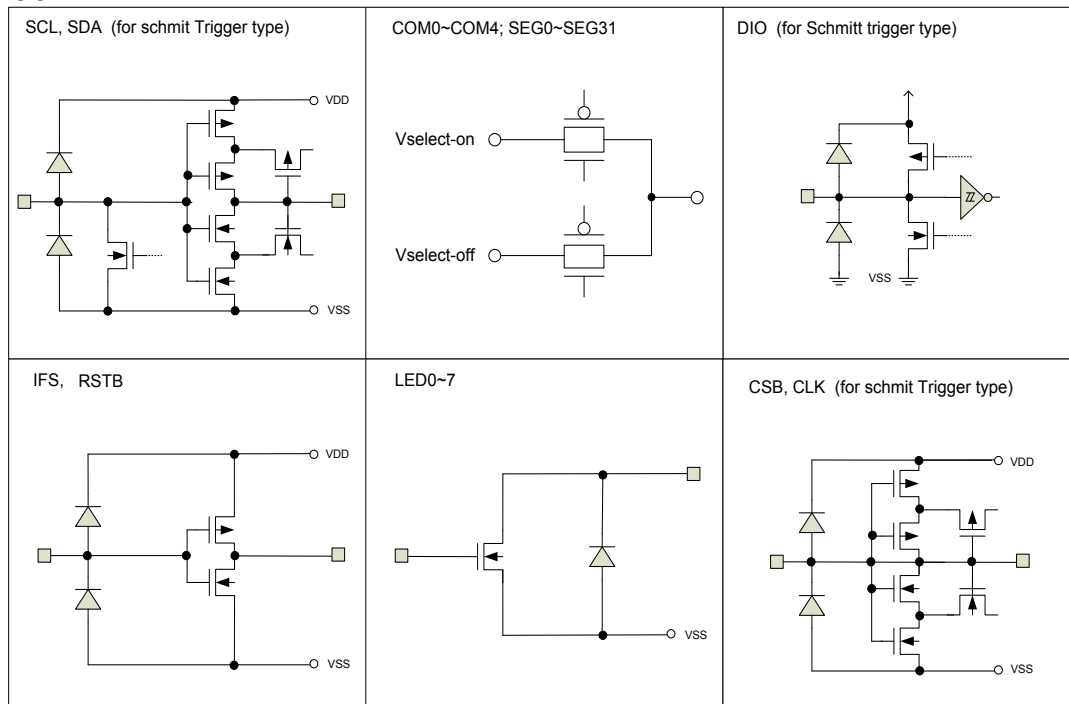 SCL, SDA (for schmit Trigger type)
VDD
VSS
COM0~COM4; SEG0~SEG31
Vselect-on
Vselect-off
DIO (for Schmitt trigger type)
VSS
IFS, RSTB
VDD
VSS
LED0~7
VSS
CSB, CLK (for schmit Trigger type)
VDD
VSS